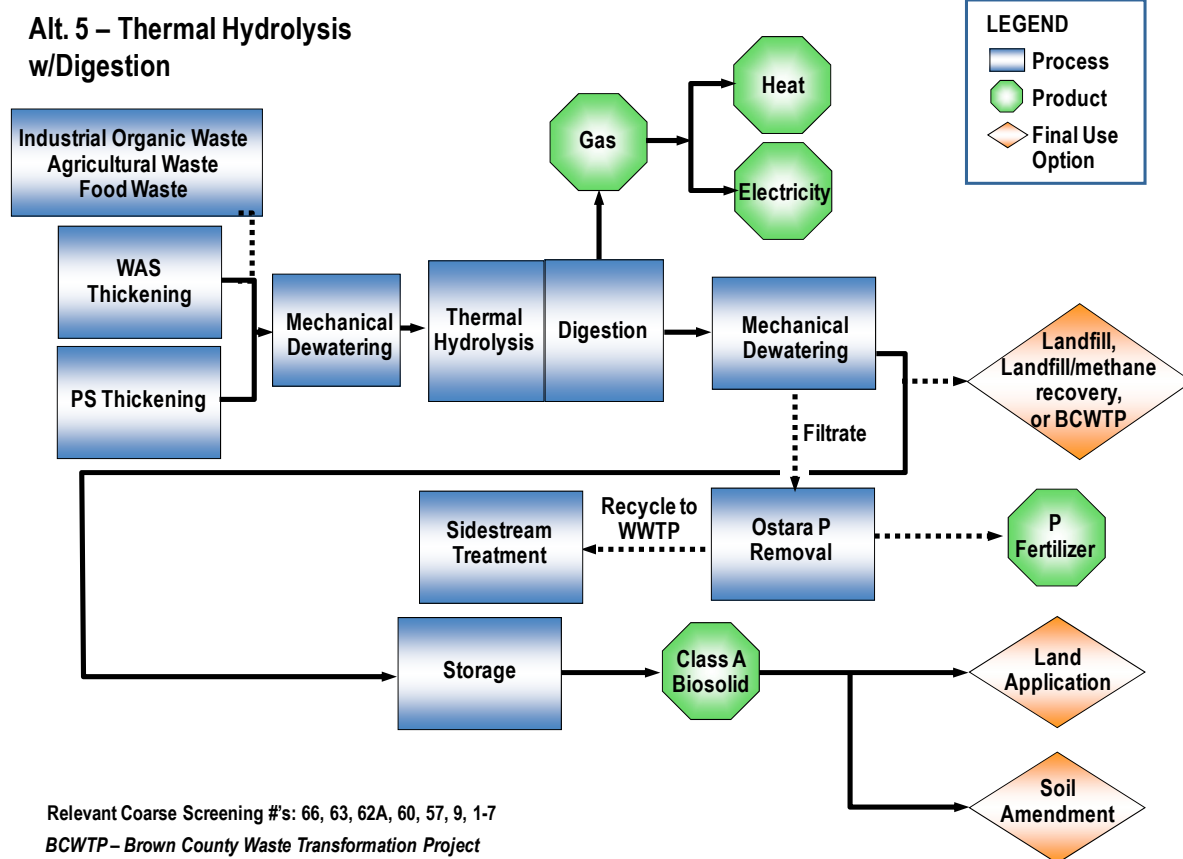 Alt. 5 – Thermal Hydrolysis
w/Digestion
LEGEND
Process
Product
Final Use
Option
Industrial Organic Waste
Agricultural Waste
Food Waste
Gas
Heat
Electricity
WAS
Thickening
PS Thickening
Mechanical
Dewatering
Thermal
Hydrolysis
Digestion
Mechanical
Dewatering
Landfill,
Landfill/methane
recovery,
or BCWTP
Filtrate
Sidestream
Treatment
Recycle to
WWTP
Ostara P
Removal
P
Fertilizer
Storage
Class A
Biosolid
Land
Application
Soil
Amendment
Relevant Coarse Screening #'s: 66, 63, 62A, 60, 57, 9, 1-7
BCWTP – Brown County Waste Transformation Project